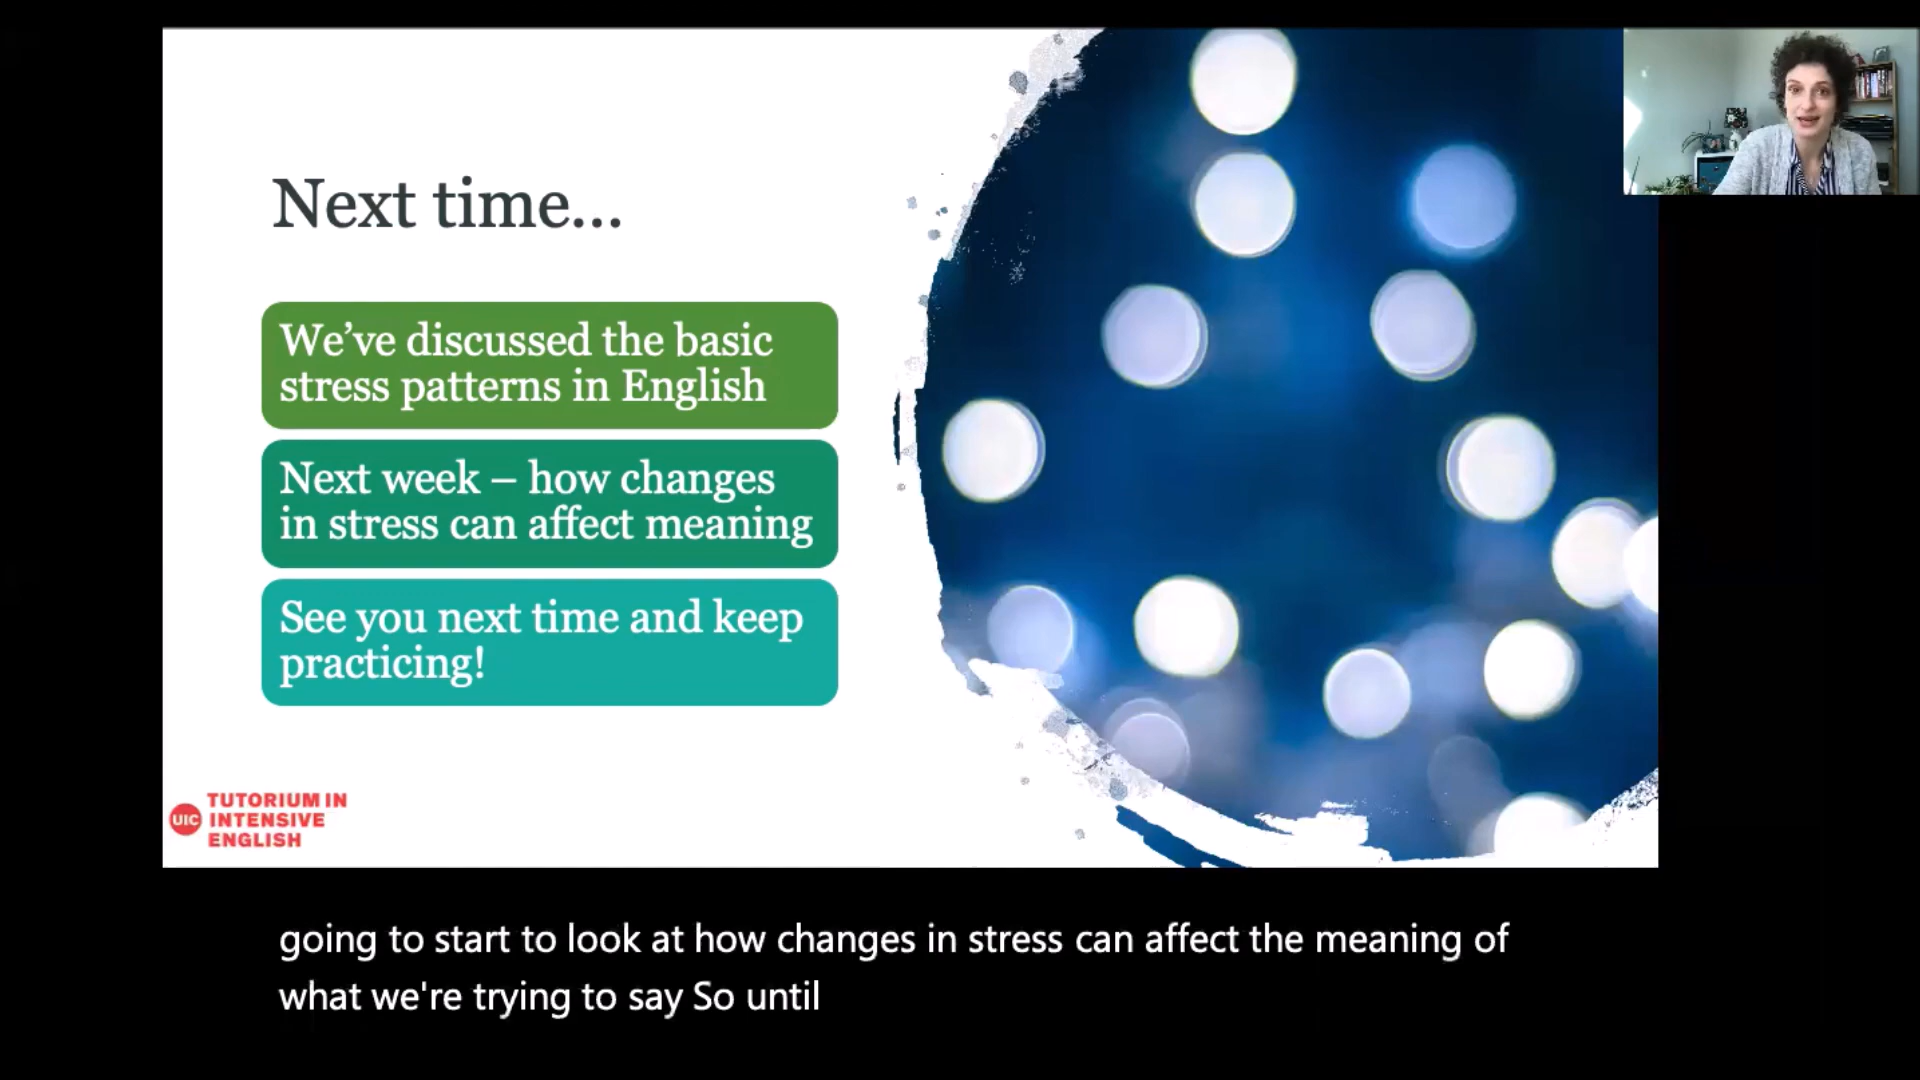 Next time...
We’ve discussed the basic
stress patterns in English
Next week – how changes
in stress can affect meaning
See you next time and keep
practicing!
UIC
TUTORIUM IN
INTENSIVE
ENGLISH
going to start to look at how changes in stress can affect the meaning of
what we're trying to say So until